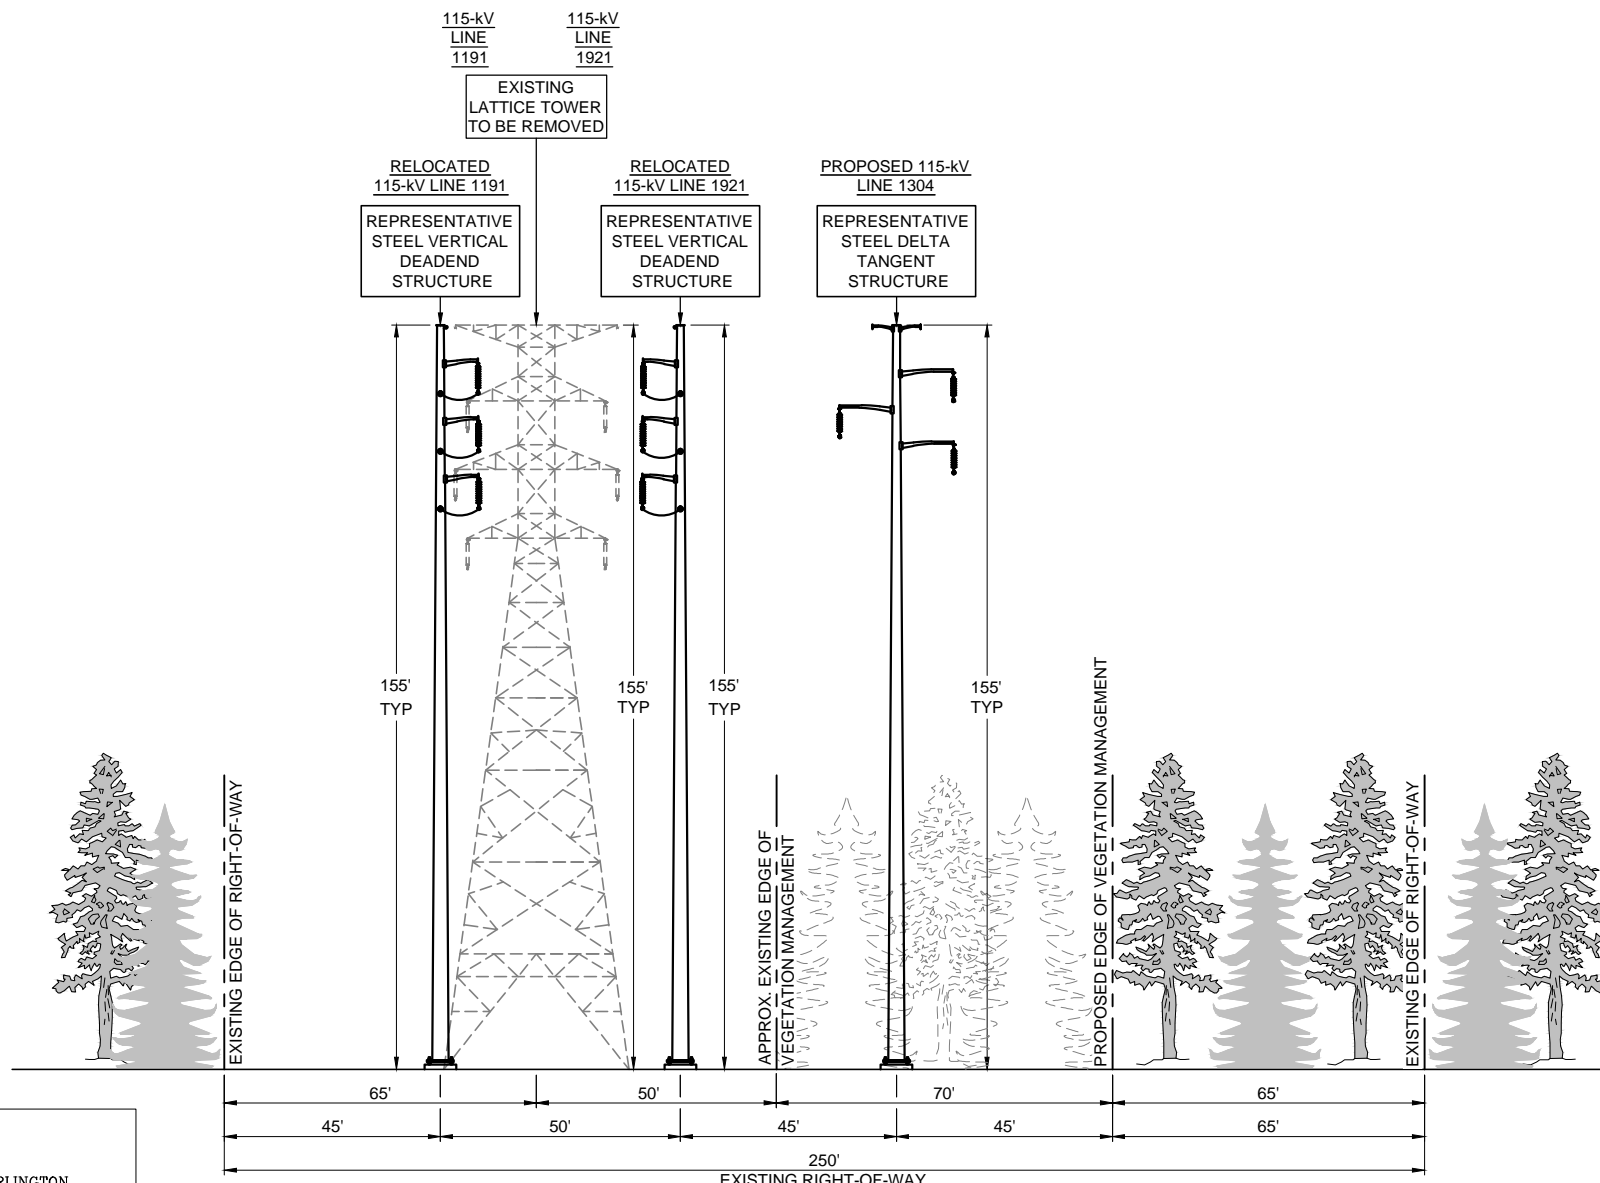 115-kV
LINE
1191
115-kV
LINE
1921
EXISTING
LATTICE TOWER
TO BE REMOVED
RELOCATED
115-kV LINE 1191
RELOCATED
115-kV LINE 1921
PROPOSED 115-kV
LINE 1304
REPRESENTATIVE
STEEL VERTICAL
DEADEND
STRUCTURE
REPRESENTATIVE
STEEL VERTICAL
DEADEND
STRUCTURE
REPRESENTATIVE
STEEL DELTA
TANGENT
STRUCTURE
155'
TYP
155'
TYP
155'
TYP
155'
TYP
EXISTING EDGE OF RIGHT-OF-WAY
APPROX. EXISTING EDGE OF
VEGETATION MANAGEMENT
PROPOSED EDGE OF VEGETATION MANAGEMENT
EXISTING EDGE OF RIGHT-OF-WAY
65'
50'
70'
65'
45'
50'
45'
45'
65'
250'
EXISTING RIGHT-OF-WAY